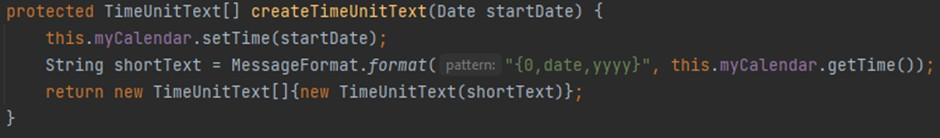 protected TimeUnitText[] createTimeUnitText(Date startDate) {
this.myCalendar.setTime(startDate);
String shortText = MessageFormat.format( pattern: "{0,date,yyyy}", this.myCalendar.getTime());
return new TimeUnitText[]{new TimeUnitText(shortText)};
}